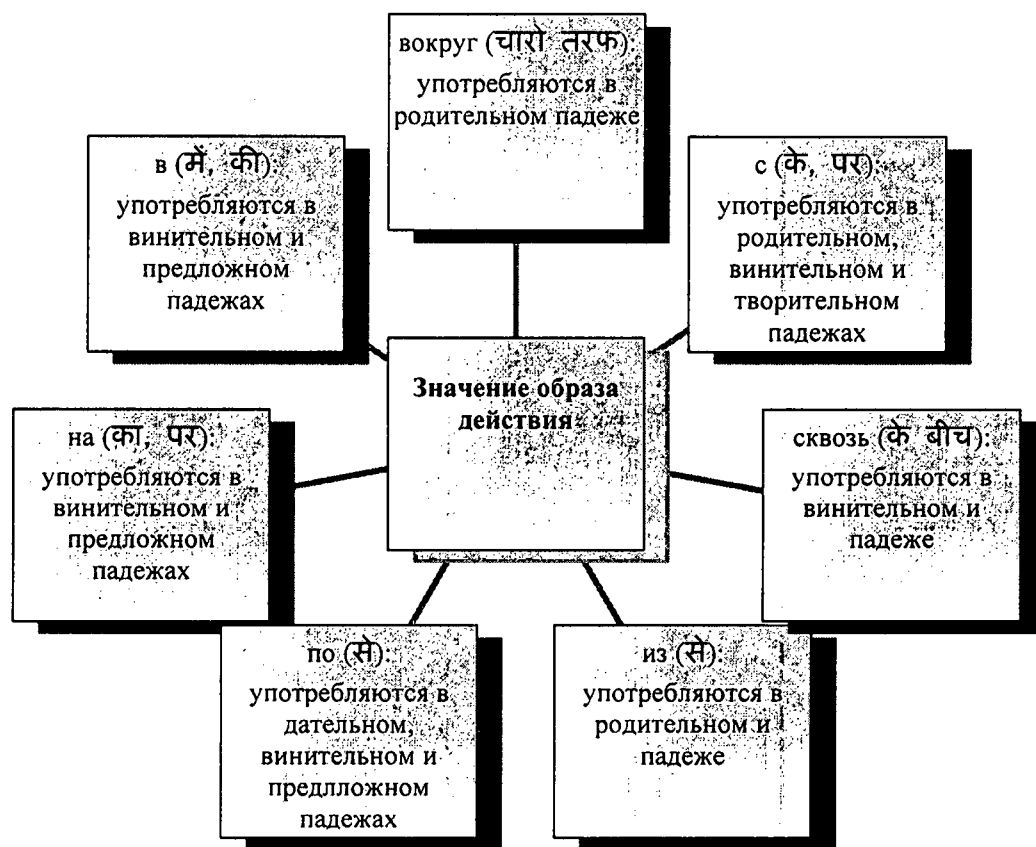 вокруг (चारो तरफ):
употребляются в
родительном падеже
в (में, की):
употребляются в
винительном и
предложном
падежах
с (के, पर):
употребляются в
родительном,
винительном и
творительном
падежах
Значение образа
действия
на (का, पर):
употребляются в
винительном и
предложном
падежах
сквозь (के बीच):
употребляются в
винительном и
падеже
по (से):
употребляются в
дательном,
винительном и
предлложном
падежах
из (से):
употребляются в
родительном и
падеже